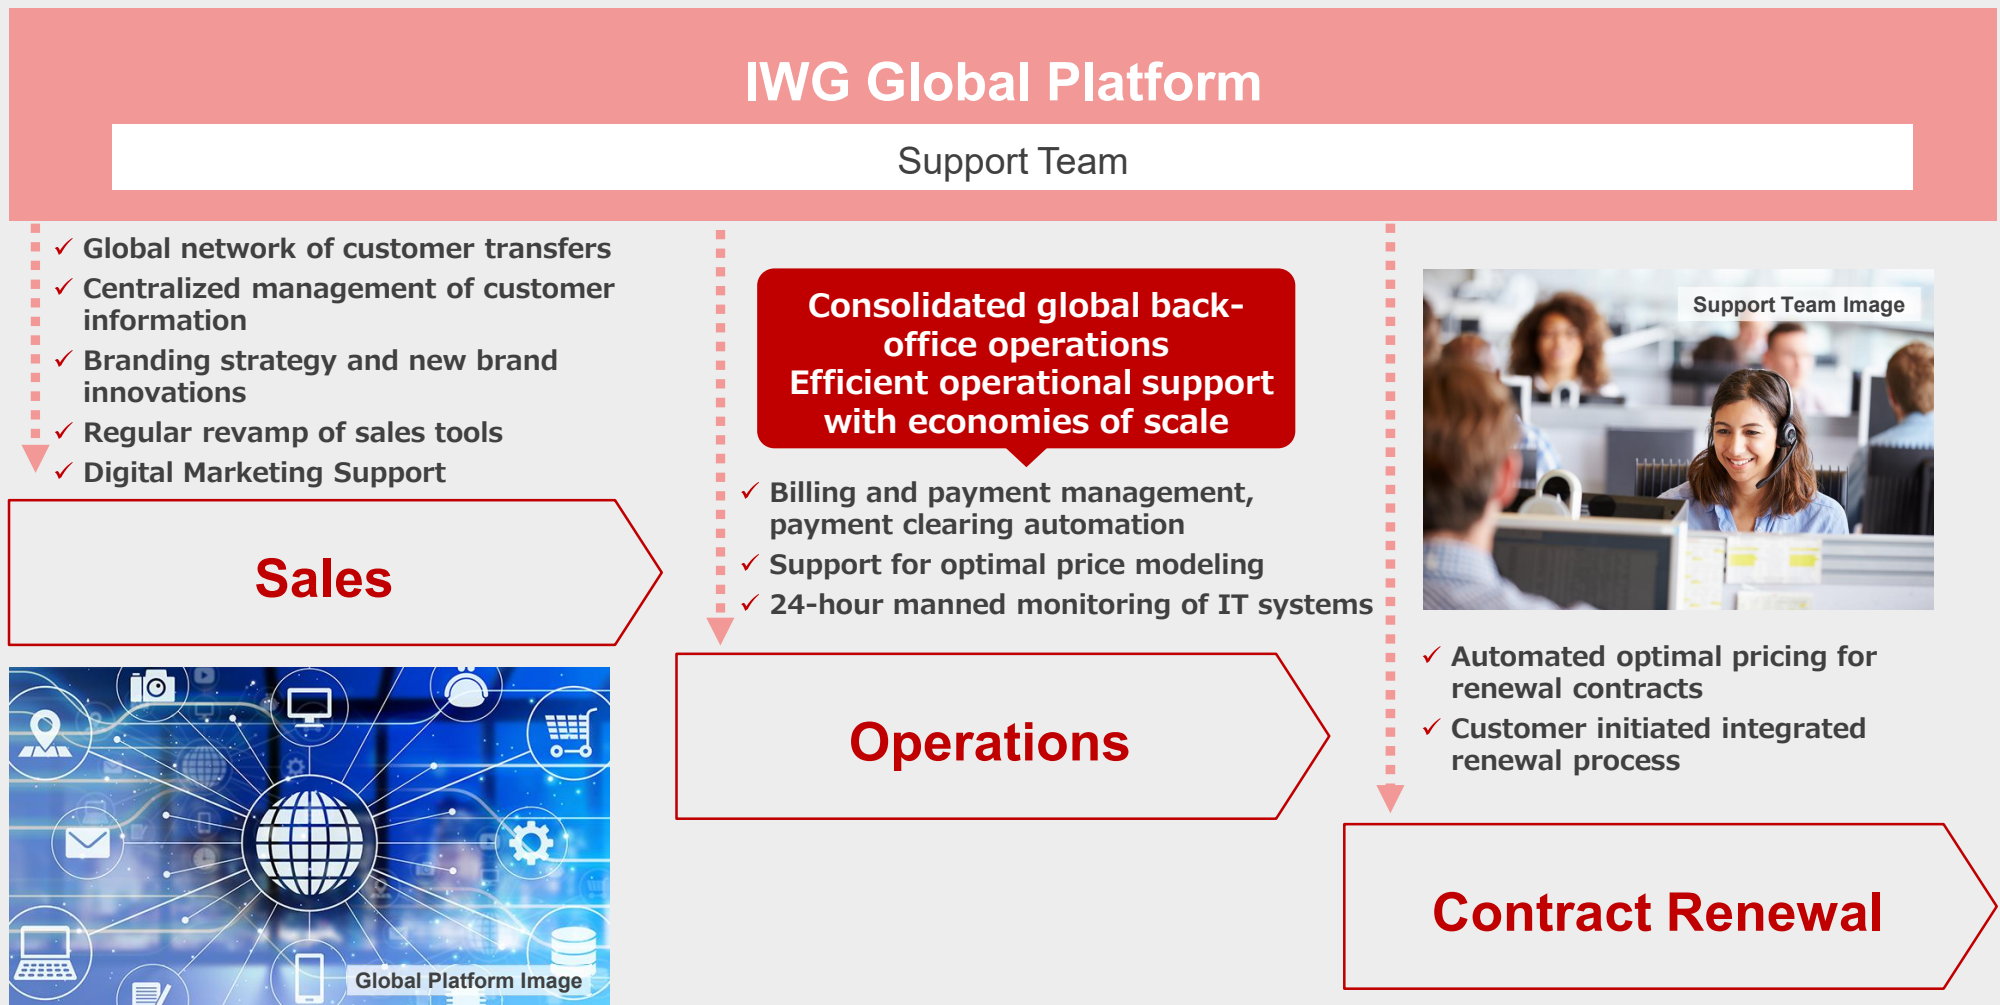 IWG Global Platform
Support Team
✓ Global network of customer transfers
✓ Centralized management of customer
information
✓ Branding strategy and new brand
innovations
✓ Regular revamp of sales tools
✓ Digital Marketing Support
Sales
Global Platform Image
Consolidated global back-
office operations
Efficient operational support
with economies of scale
✓ Billing and payment management,
payment clearing automation
✓ Support for optimal price modeling
✓ 24-hour manned monitoring of IT systems
Operations
Support Team Image
✓ Automated optimal pricing for
renewal contracts
✓ Customer initiated integrated
renewal process
Contract Renewal